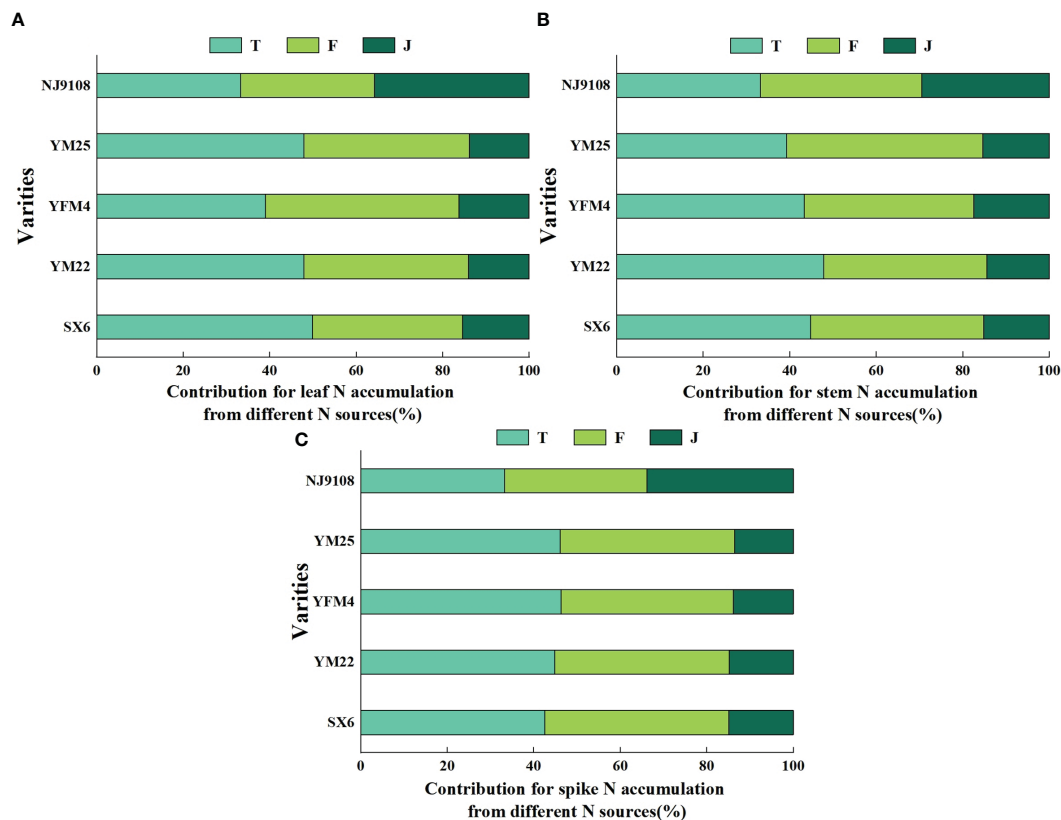 A
T F J
NJ9108
YM25
YFM4
YM22
SX6
Varities
0 20 40 60 80 100
Contribution for leaf N accumulation
from different N sources(%)
B
T F J
NJ9108
YM25
YFM4
YM22
SX6
Varities
0 20 40 60 80 100
Contribution for stem N accumulation
from different N sources(%)
C
T F J
NJ9108
YM25
YFM4
YM22
SX6
Varities
0 20 40 60 80 100
Contribution for spike N accumulation
from different N sources(%)